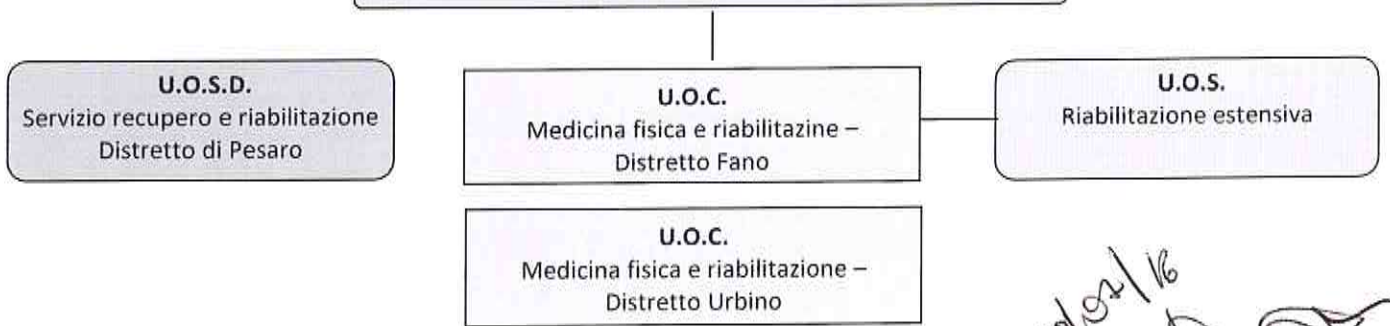 U.O.S.D.
Servizio recupero e riabilitazione
Distretto di Pesaro
U.O.C.
Medicina fisica e riabilitazine –
Distretto Fano
U.O.S.
Riabilitazione estensiva
U.O.C.
Medicina fisica e riabilitazione –
Distretto Urbino